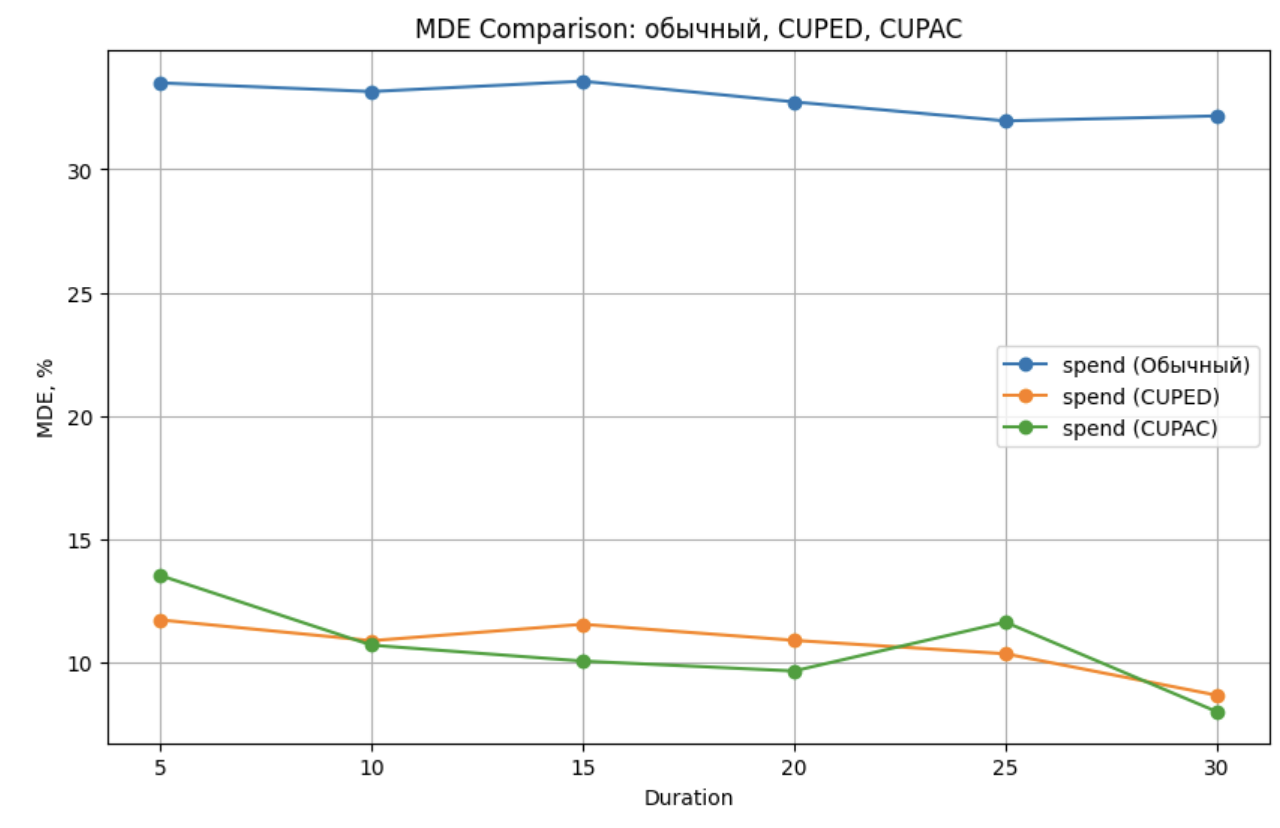 MDE Comparison: обычный, CUPED, CUPAC
MDE, %
30
25
20
15
10
spend (Обычный)
spend (CUPED)
spend (CUPAC)
5 10 15 20 25 30
Duration